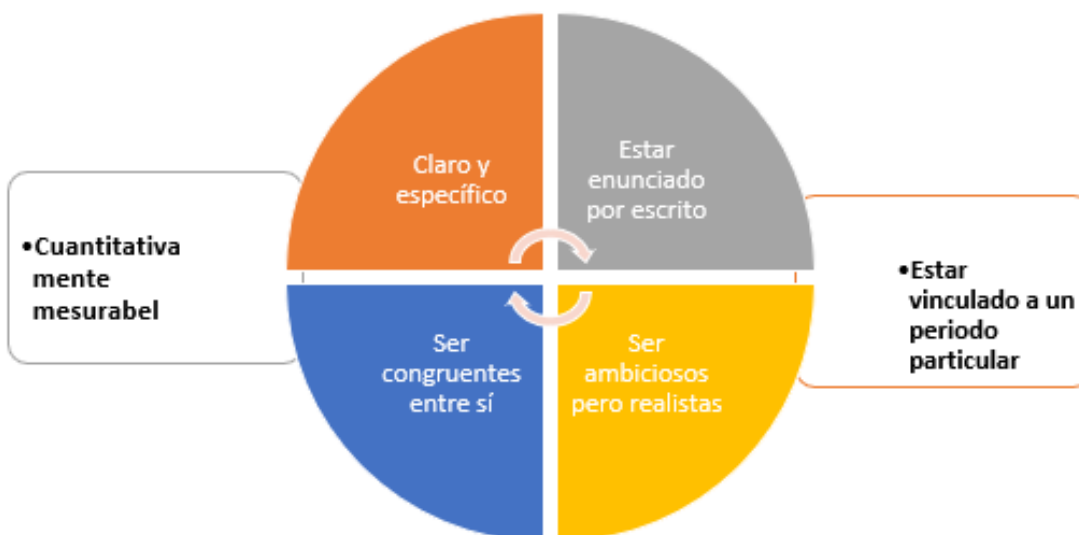 Claro y
específico
Estar
enunciado
por escrito
•Cuantitativa
mente
mesurabel
•Estar
vinculado a un
periodo
particular
Ser
congruentes
entre sí
Ser
ambiciosos
pero realistas